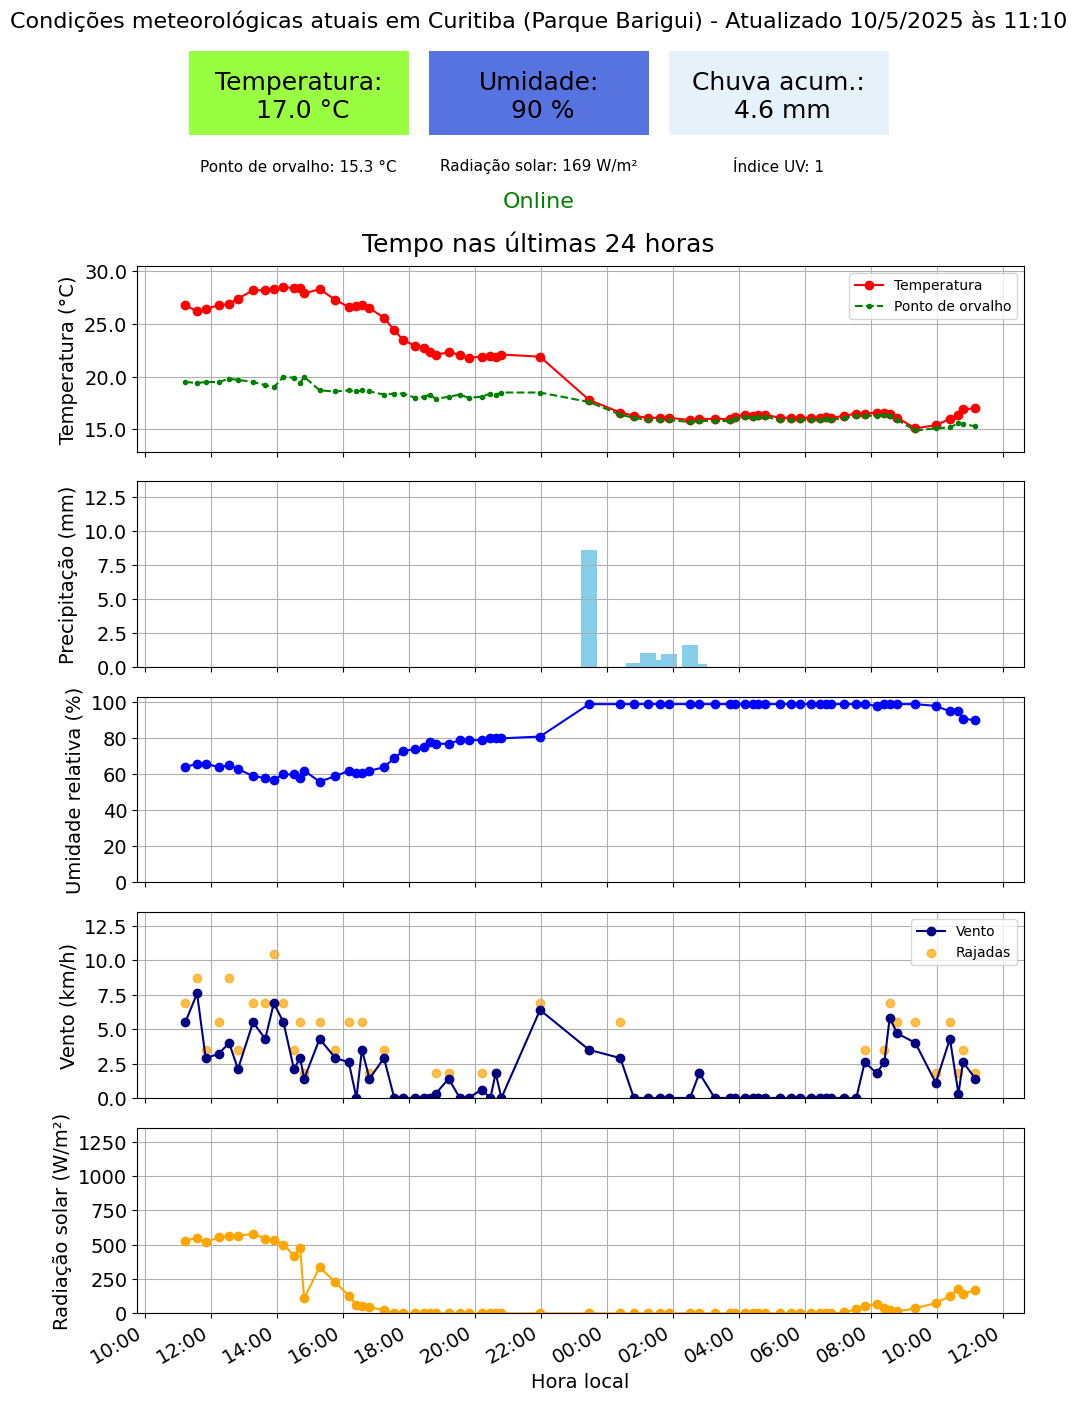 Condições meteorológicas atuais em Curitiba (Parque Barigui) - Atualizado 10/5/2025 às 11:10
Temperatura:
17.0 °C
Umidade:
90 %
Chuva acum.:
4.6 mm
Ponto de orvalho: 15.3 °C
Radiação solar: 169 W/m²
Índice UV: 1
Online
Tempo nas últimas 24 horas
Temperatura (°C)
30.0
25.0
20.0
15.0
Temperatura
Ponto de orvalho
Precipitação (mm)
12.5
10.0
7.5
5.0
2.5
0.0
Umidade relativa (%)
100
80
60
40
20
0
Vento (km/h)
12.5
10.0
7.5
5.0
2.5
0.0
Vento
Rajadas
Radiação solar (W/m²)
1250
1000
750
500
250
0
10:00
12:00
14:00
16:00
18:00
20:00
22:00
00:00
02:00
04:00
06:00
08:00
10:00
12:00
Hora local